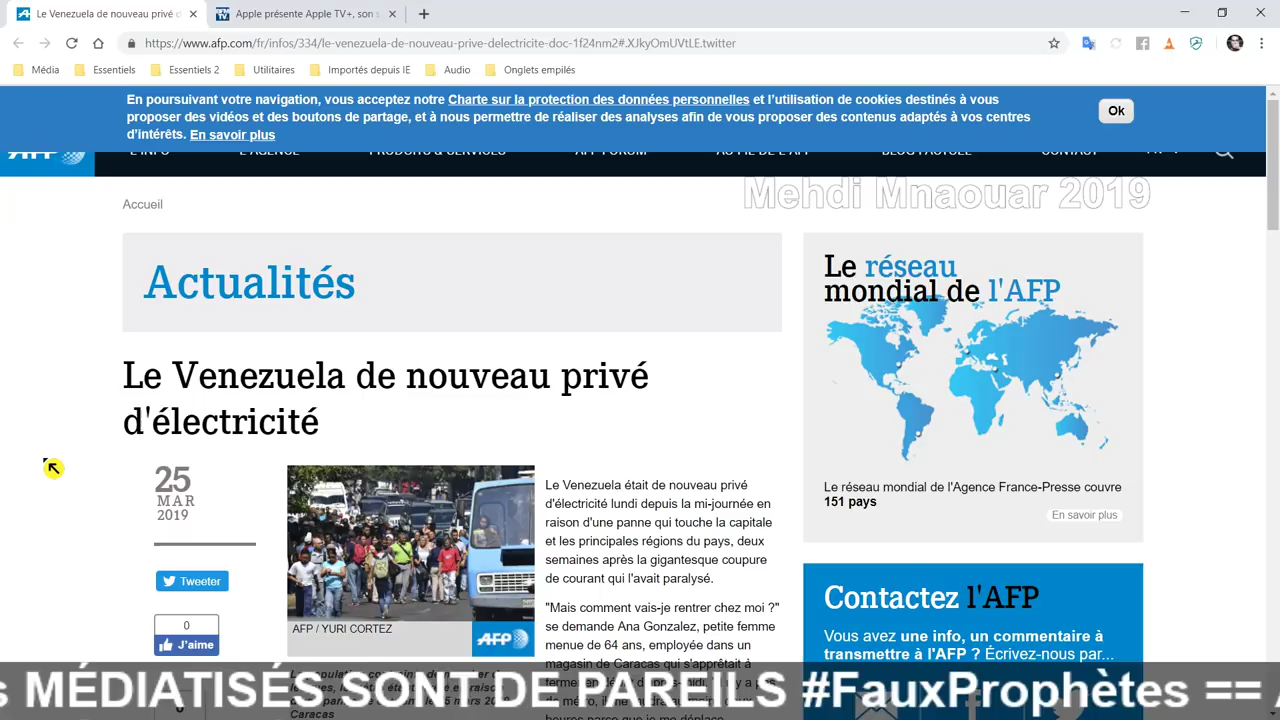 Le Venezuela de nouveau privé d'
Apple présente Apple TV+, son s
https://www.afp.com/fr/infos/334/le-venezuela-de-nouveau-prive-delectricite-doc-1f24nm2#.XJkyOmUVtLE.twitter
Média Essentiels Essentiels 2 Utilitaires Importés depuis IE Audio Onglets empilés
En poursuivant votre navigation, vous acceptez notre Charte sur la protection des données personnelles et l'utilisation de cookies destinés à vous
proposer des vidéos et des boutons de partage, et à nous permettre de réaliser des analyses afin de vous proposer des contenus adaptés à vos centres
d'intérêts. En savoir plus
Ok
Mehdi Mnaouar 2019
Accueil
Actualités
Le Venezuela de nouveau privé
d'électricité
25
MAR
2019
Tweeter
0
J'aime
AFP / YURI CORTEZ
AFP
Le Venezuela était de nouveau privé
d'électricité lundi depuis la mi-journée en
raison d'une panne qui touche la capitale
et les principales régions du pays, deux
semaines après la gigantesque coupure
de courant qui l'avait paralysé.
"Mais comment vais-je rentrer chez moi ?"
se demande Ana Gonzalez, petite femme
menue de 64 ans, employée dans un
magasin de Caracas qui s'apprêtait à
Le réseau
mondial de l'AFP
Le réseau mondial de l'Agence France-Presse couvre
151 pays
En savoir plus
Contactez l'AFP
Vous avez une info, un commentaire à
transmettre à l'AFP ? Écrivez-nous par...
s MÉDIATISÉS SONT DE PARTIIS #FauxProphètes ==
Caracas